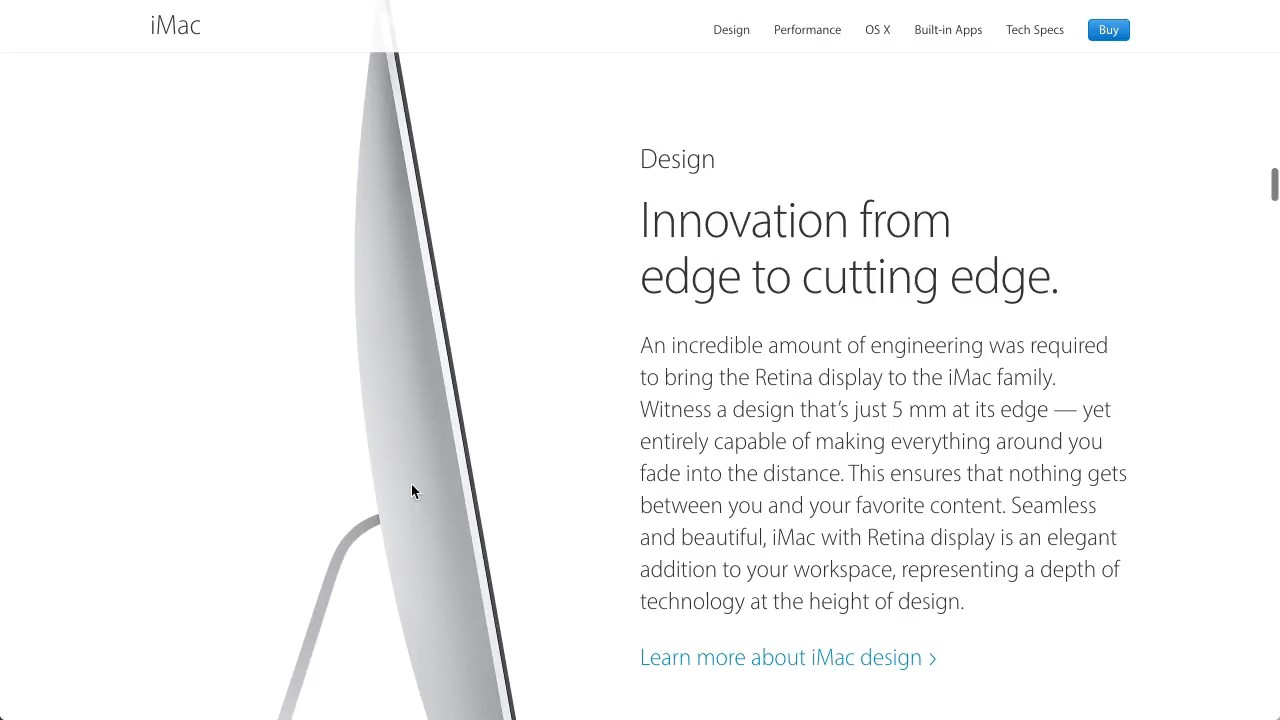 iMac
Design
Performance
OS X
Built-in Apps
Tech Specs
Buy
Design
Innovation from
edge to cutting edge.
An incredible amount of engineering was required
to bring the Retina display to the iMac family.
Witness a design that’s just 5 mm at its edge — yet
entirely capable of making everything around you
fade into the distance. This ensures that nothing gets
between you and your favorite content. Seamless
and beautiful, iMac with Retina display is an elegant
addition to your workspace, representing a depth of
technology at the height of design.
Learn more about iMac design ›